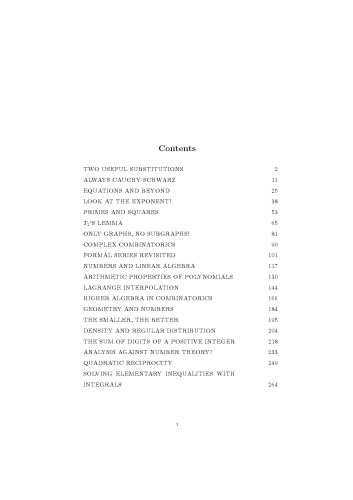 Contents
TWO USEFUL SUBSTITUTIONS 2
ALWAYS CAUCHY-SCHWARZ 11
EQUATIONS AND BEYOND 25
LOOK AT THE EXPONENT! 38
PRIMES AND SQUARES 53
T2'S LEMMA 65
ONLY GRAPHS, NO SUBGRAPHS! 81
COMPLEX COMBINATORICS 90
FORMAL SERIES REVISITED 101
NUMBERS AND LINEAR ALGEBRA 117
ARITHMETIC PROPERTIES OF POLYNOMIALS 130
LAGRANGE INTERPOLATION 144
HIGHER ALGEBRA IN COMBINATORICS 166
GEOMETRY AND NUMBERS 184
THE SMALLER, THE BETTER 195
DENSITY AND REGULAR DISTRIBUTION 204
THE SUM OF DIGITS OF A POSITIVE INTEGER 218
ANALYSIS AGAINST NUMBER THEORY? 233
QUADRATIC RECIPROCITY 249
SOLVING ELEMENTARY INEQUALITIES WITH
INTEGRALS 264
1